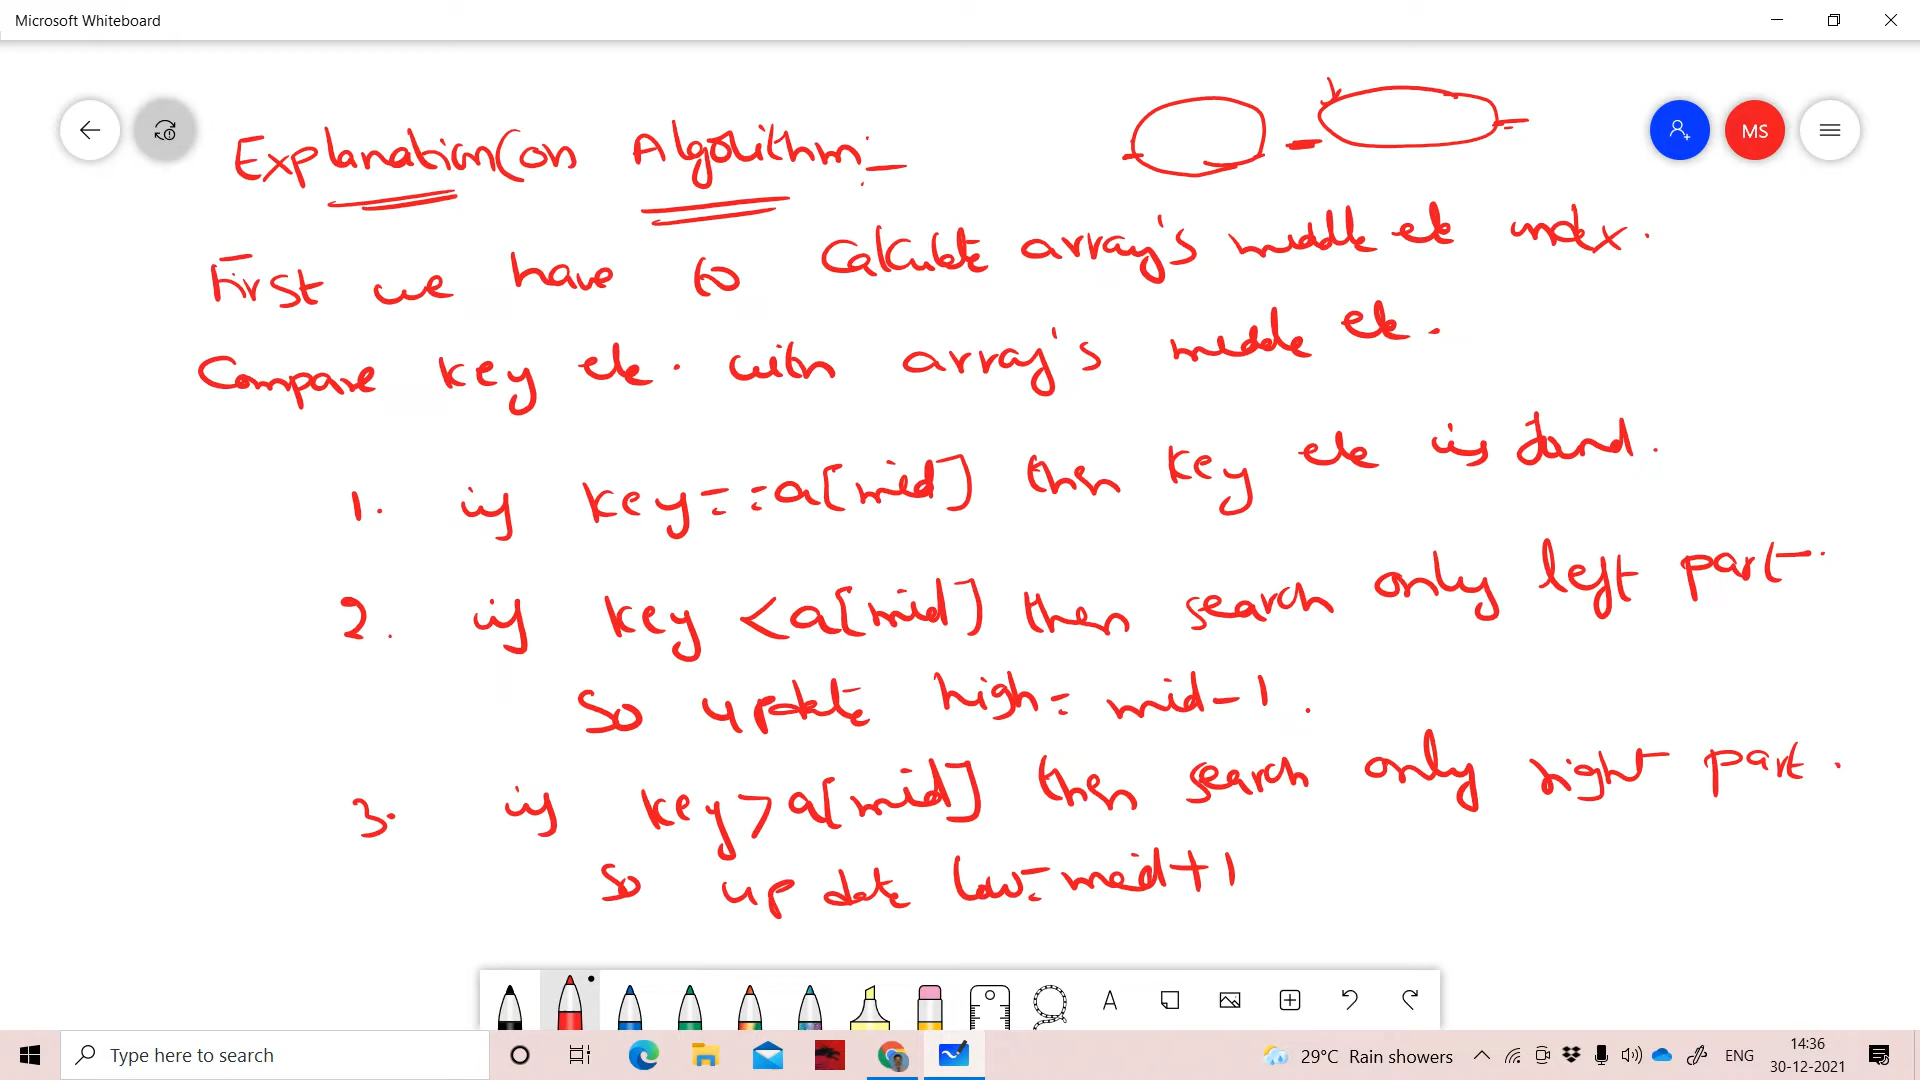 Microsoft Whiteboard
MS
Explanation (or) Algorithm:-
First we have to calculate array's middle ele index.
Compare key ele. with array's middle ele.
1. if key==a[mid] then key ele is found.
2. if key <a[mid] then search only left part.
So update high= mid-1.
3. if key>a[mid] then search only right part.
So update low=mid+1
A
Type here to search
29°C Rain showers
ENG
14:36
30-12-2021